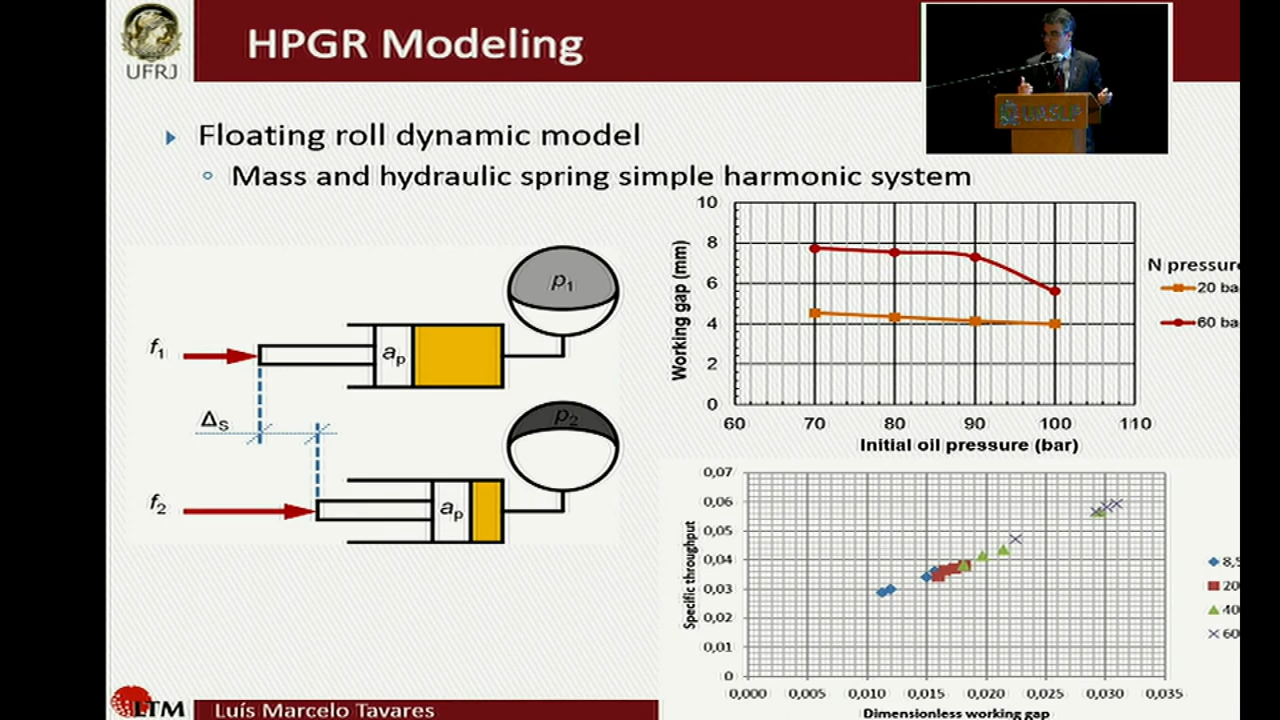 HPGR Modeling
UFRJ
UASLP
Floating roll dynamic model
Mass and hydraulic spring simple harmonic system
f1
ap
p1
Δs
f2
ap
p2
Working gap (mm)
10
8
6
4
2
0
60 70 80 90 100 110
Initial oil pressure (bar)
N pressure
20 ba
60 ba
Specific throughput
0,07
0,06
0,05
0,04
0,03
0,02
0,01
0
0,000 0,005 0,010 0,015 0,020 0,025 0,030 0,035
Dimensionless working gap
20
40
60
LTM
Luís Marcelo Tavares